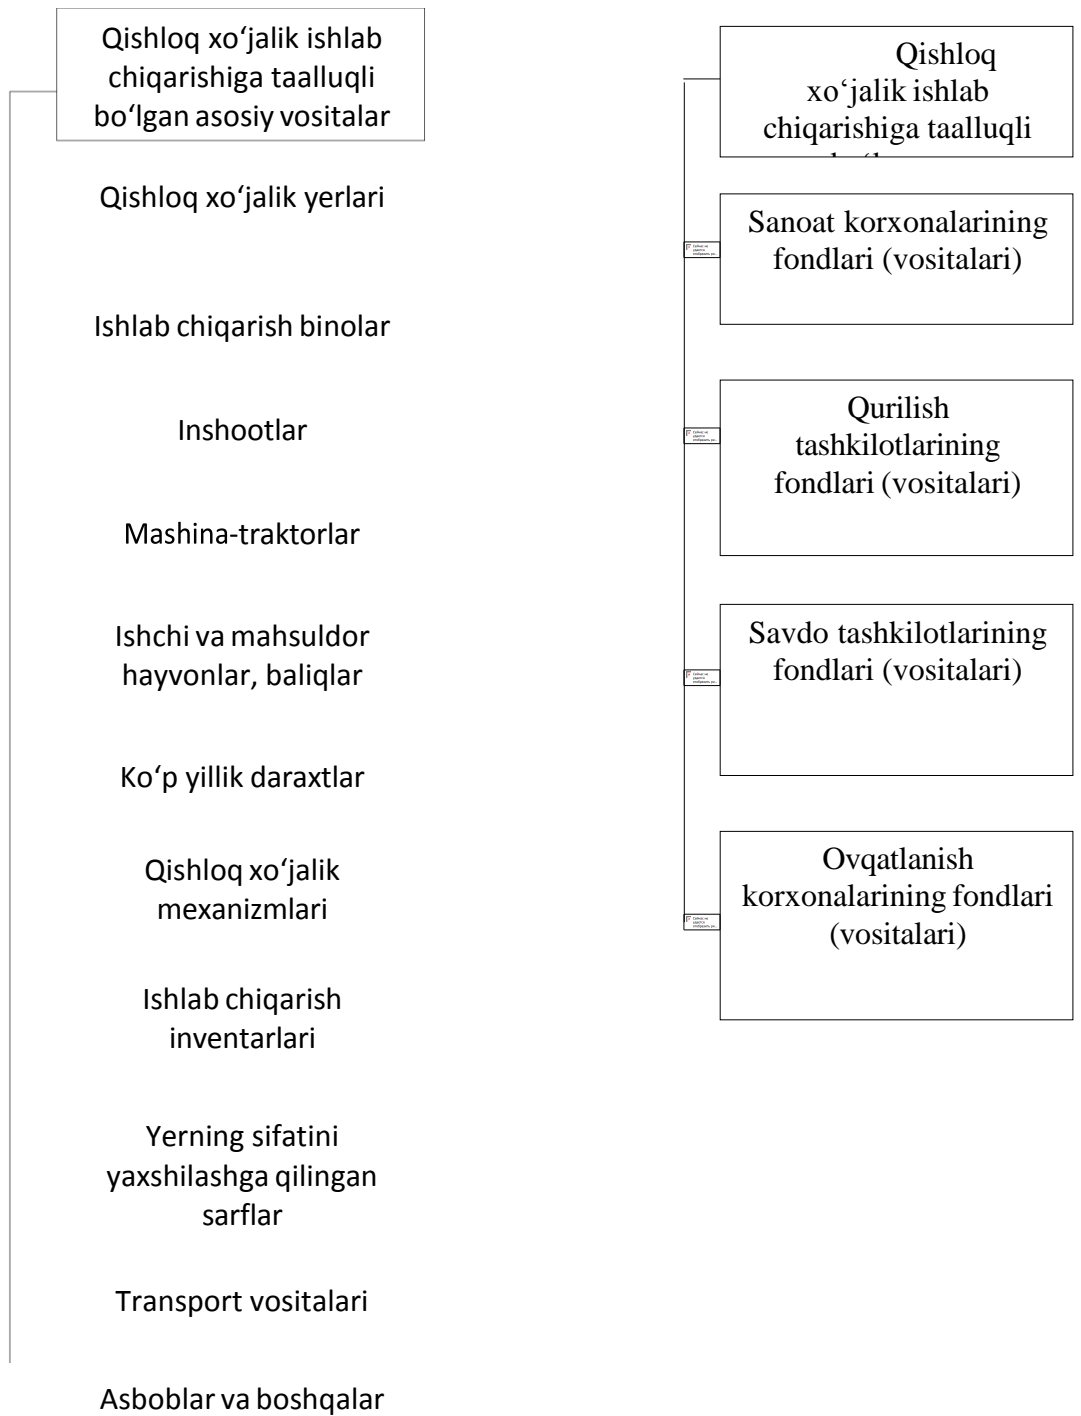 Qishloq xo‘jalik ishlab
chiqarishiga taalluqli
bo‘lgan asosiy vositalar
Qishloq xo‘jalik yerlari
Ishlab chiqarish binolar
Inshootlar
Mashina-traktorlar
Ishchi va mahsuldor
hayvonlar, baliqlar
Ko‘p yillik daraxtlar
Qishloq xo‘jalik
mexanizmlari
Ishlab chiqarish
inventarlari
Yerning sifatini
yaxshilashga qilingan
sarflar
Transport vositalari
Asboblar va boshqalar
Qishloq
xo‘jalik ishlab
chiqarishiga taalluqli
Sanoat korxonalarining
fondlari (vositalari)
Qurilish
tashkilotlarining
fondlari (vositalari)
Savdo tashkilotlarining
fondlari (vositalari)
Ovqatlanish
korxonalarining fondlari
(vositalari)